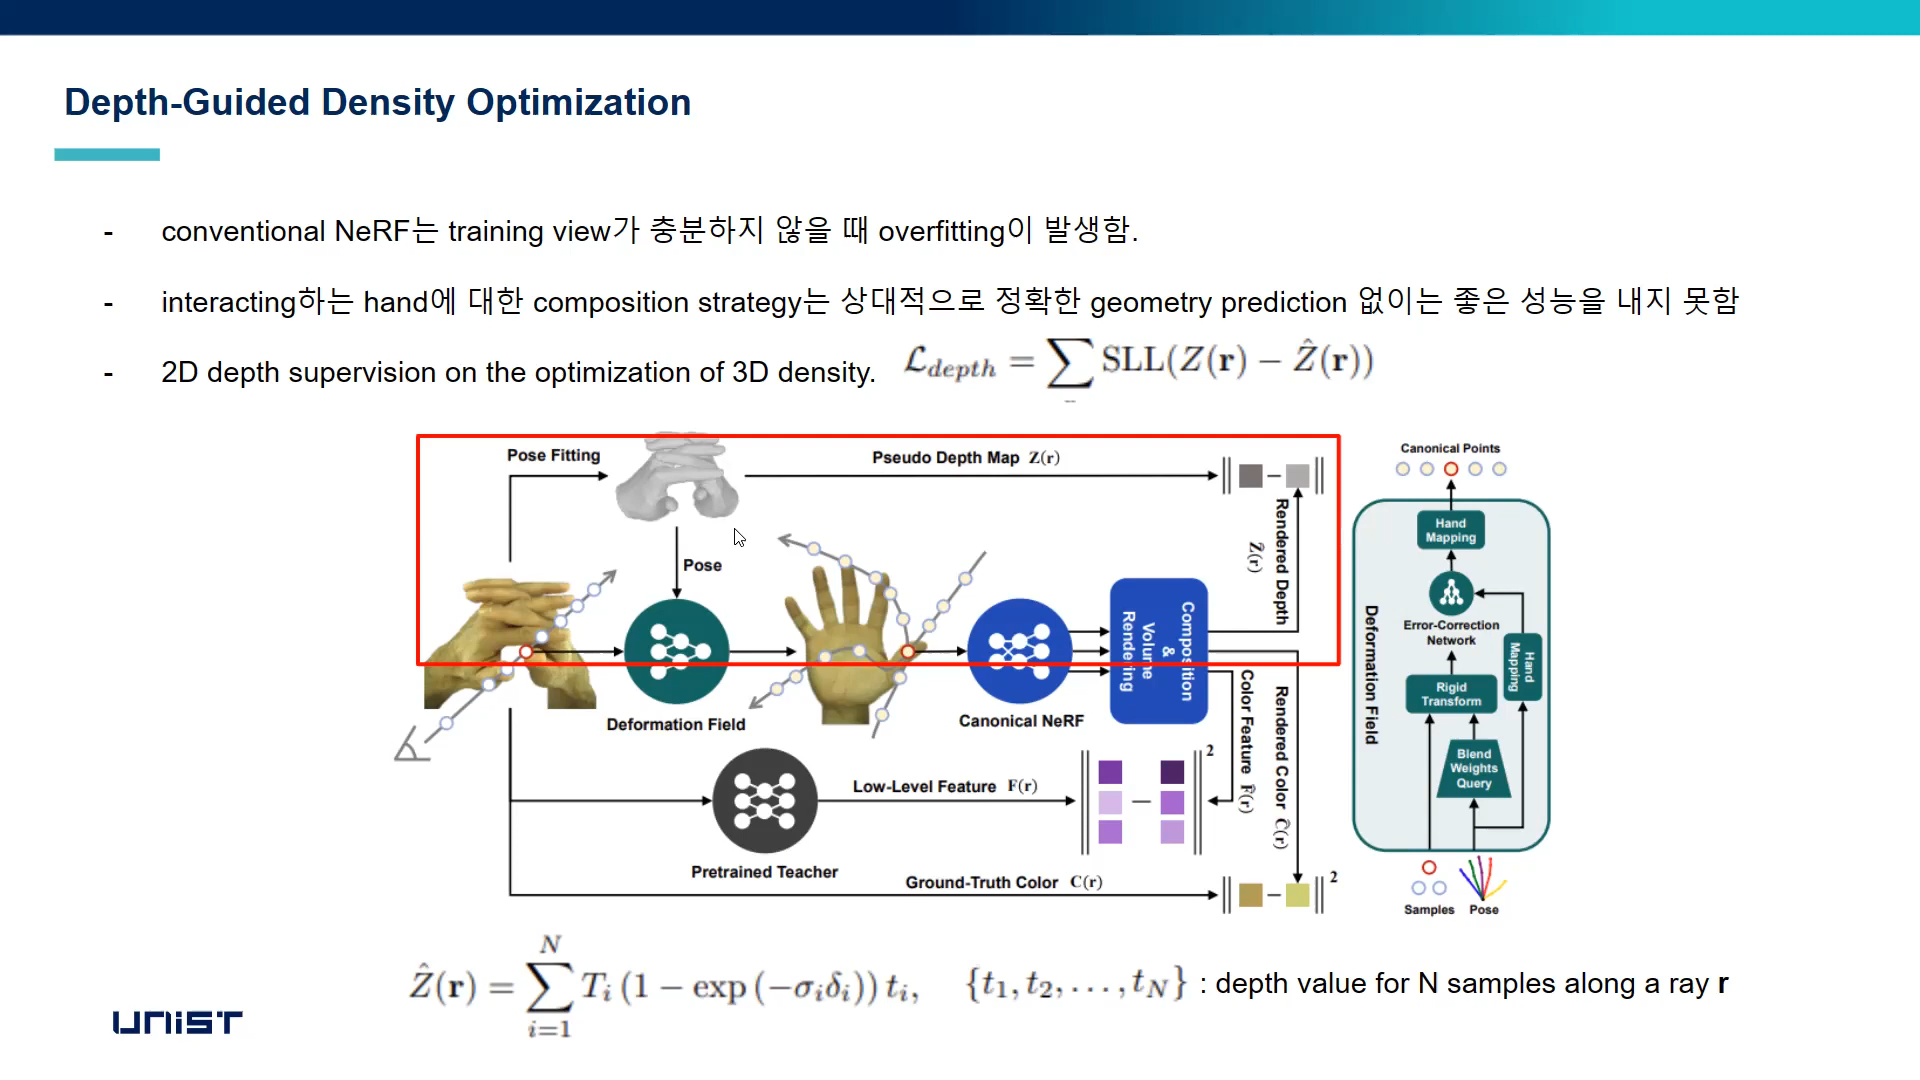 Depth-Guided Density Optimization
- conventional NeRF는 training view가 충분하지 않을 때 overfitting이 발생함.
- interacting하는 hand에 대한 composition strategy는 상대적으로 정확한 geometry prediction 없이는 좋은 성능을 내지 못함
- 2D depth supervision on the optimization of 3D density. ℒ_depth = ∑ SLL(Z(r) − Ẑ(r))
Pose Fitting
Pseudo Depth Map Z(r)
Pose
Rendered Depth
Ẑ(r)
Deformation Field
Canonical NeRF
Composition
&
Volume
Rendering
Color Feature F̂(r)
Rendered Color Ĉ(r)
Low-Level Feature F(r)
2
Pretrained Teacher
Ground-Truth Color C(r)
2
Canonical Points
Hand
Mapping
Error-Correction
Network
Hand
Mapping
Rigid
Transform
Deformation Field
Blend
Weights
Query
Samples
Pose
Ẑ(r) = ∑_{i=1}^{N} T_i (1 − exp (−σ_iδ_i)) t_i, {t_1, t_2, . . . , t_N} : depth value for N samples along a ray r
UNIST